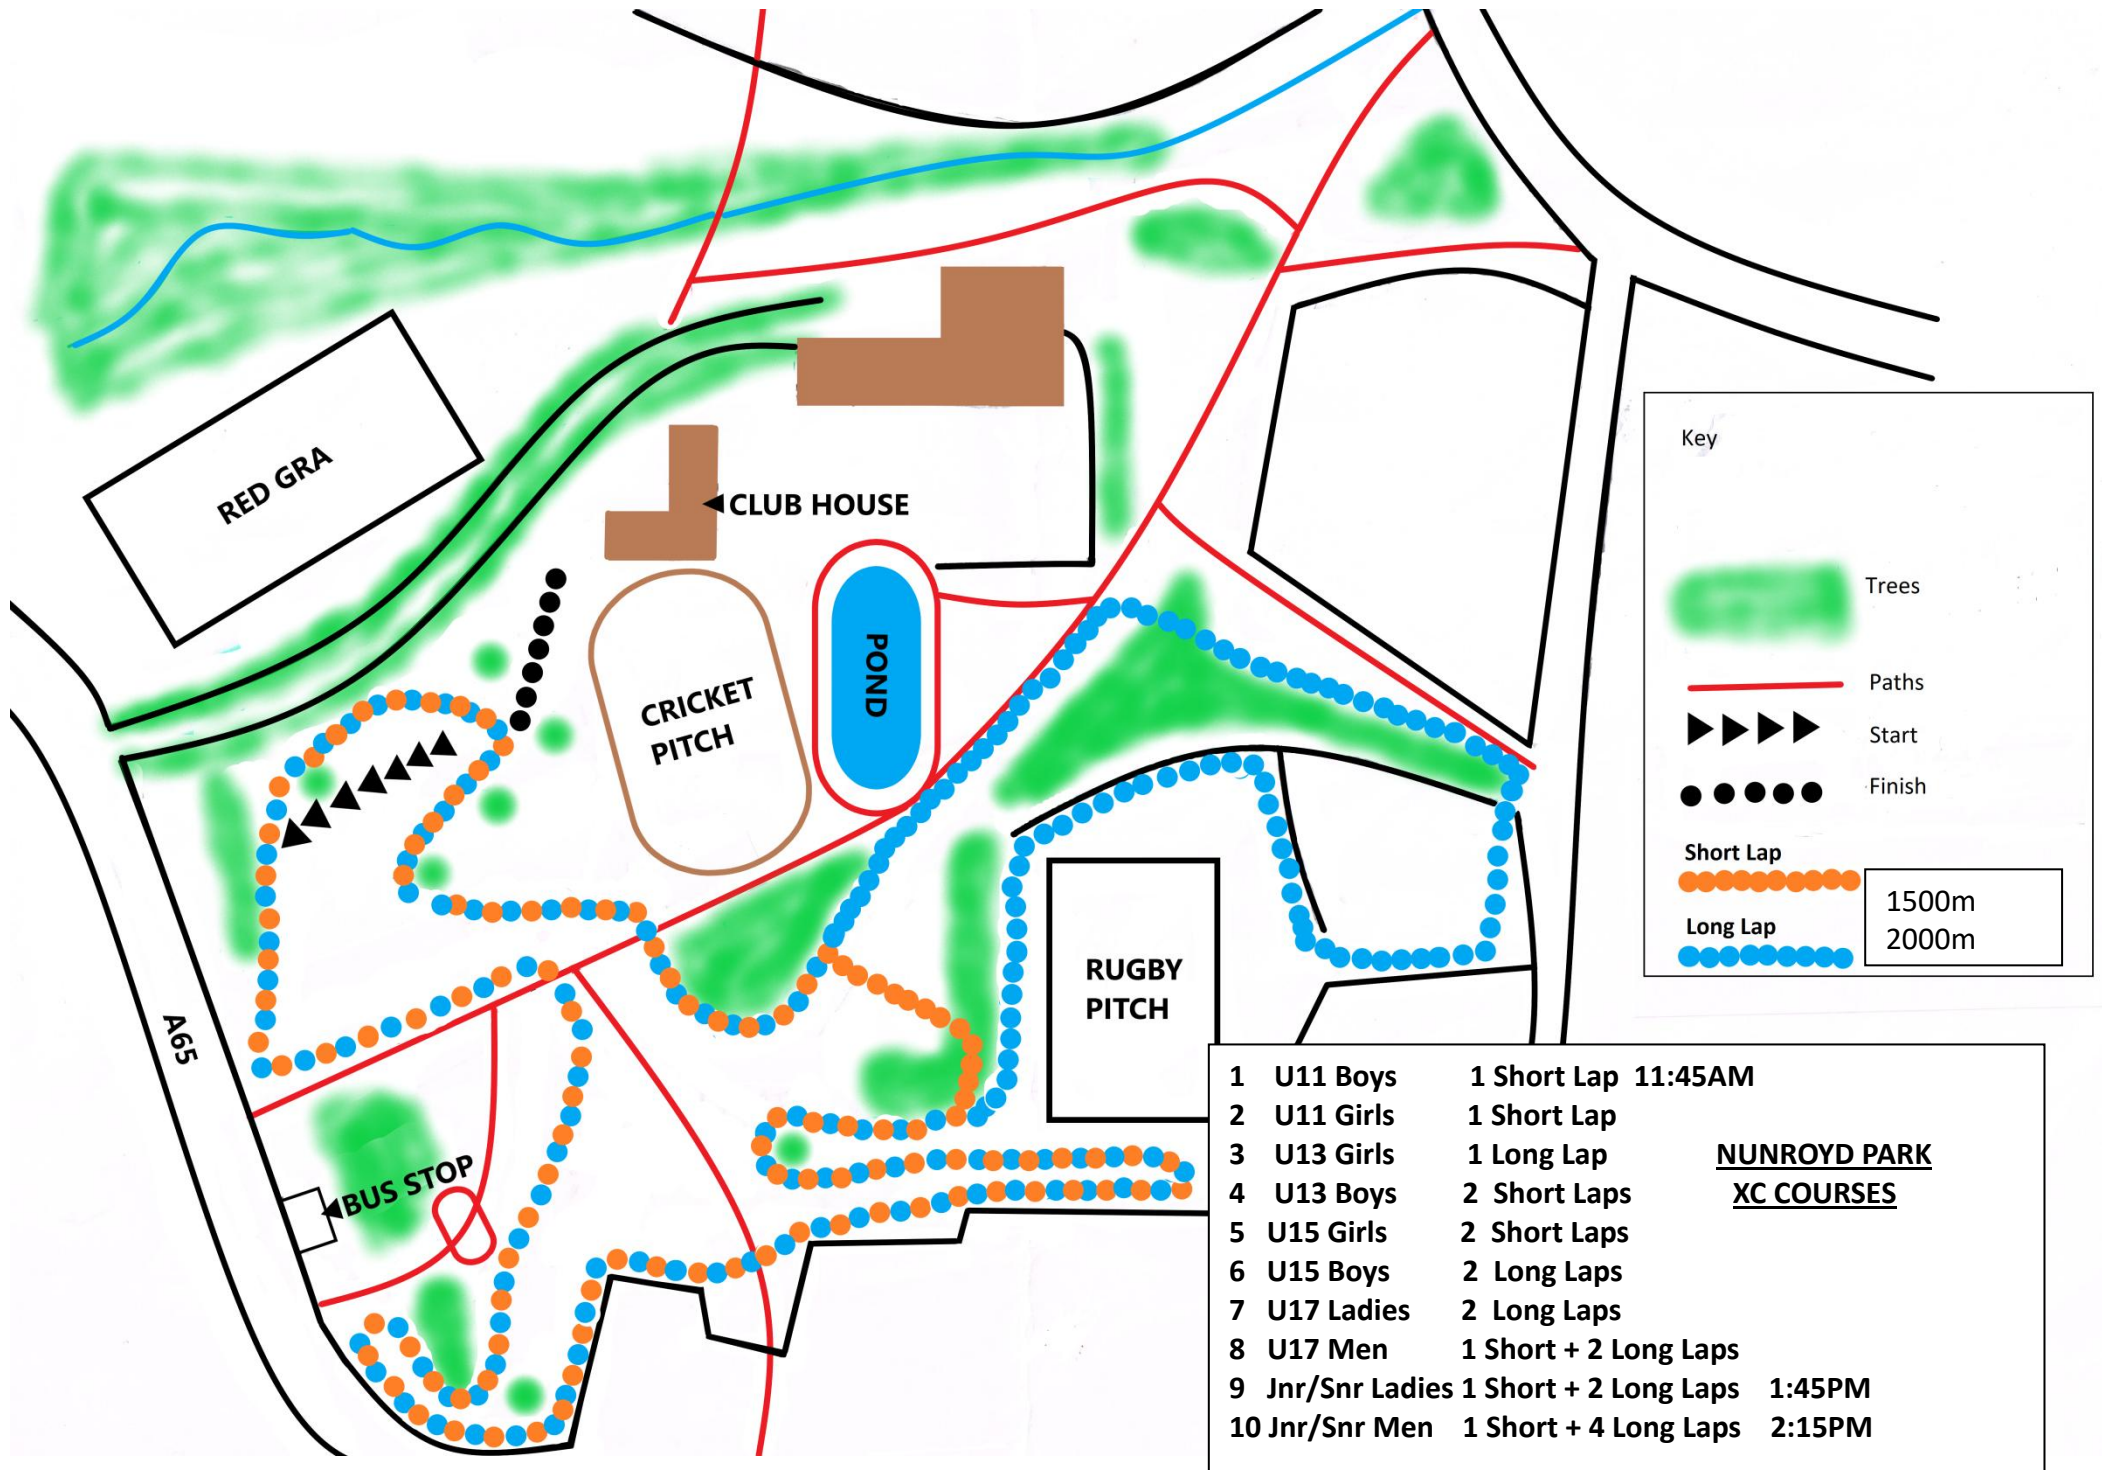 RED GRA
CLUB HOUSE
POND
CRICKET
PITCH
A65
BUS STOP
RUGBY
PITCH
Key
Trees
Paths
Start
Finish
Short Lap
1500m
Long Lap
2000m
1 U11 Boys 1 Short Lap 11:45AM
2 U11 Girls 1 Short Lap
3 U13 Girls 1 Long Lap NUNROYD PARK
4 U13 Boys 2 Short Laps XC COURSES
5 U15 Girls 2 Short Laps
6 U15 Boys 2 Long Laps
7 U17 Ladies 2 Long Laps
8 U17 Men 1 Short + 2 Long Laps
9 Jnr/Snr Ladies 1 Short + 2 Long Laps 1:45PM
10 Jnr/Snr Men 1 Short + 4 Long Laps 2:15PM